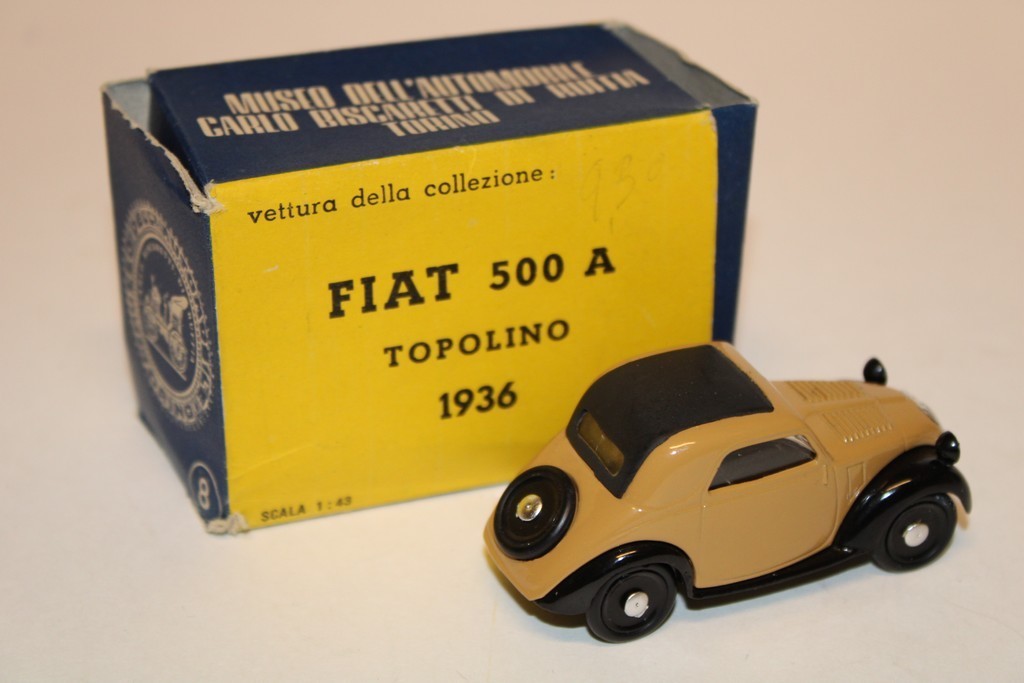 MUSEO DELL'AUTOMOBILE
CARLO BISCARETTI DI RUFFIA
TORINO
vettura della collezione:
FIAT 500 A
TOPOLINO
1936
SCALA 1:43
8